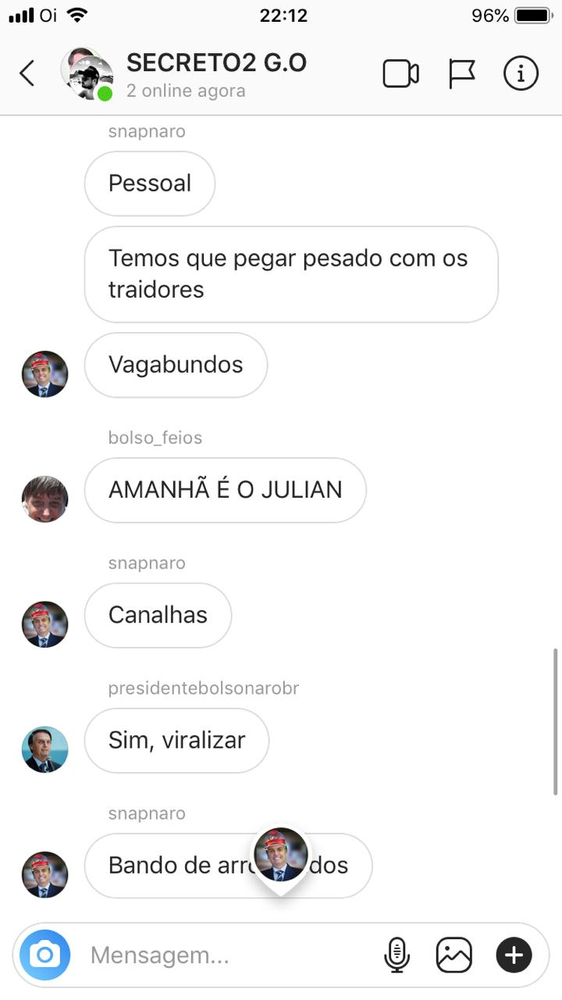 Oi
22:12
96%
SECRETO2 G.O
2 online agora
snapnaro
Pessoal
Temos que pegar pesado com os
traidores
Vagabundos
bolso_feios
AMANHÃ É O JULIAN
snapnaro
Canalhas
presidentebolsonarobr
Sim, viralizar
snapnaro
Bando de
Mensagem...